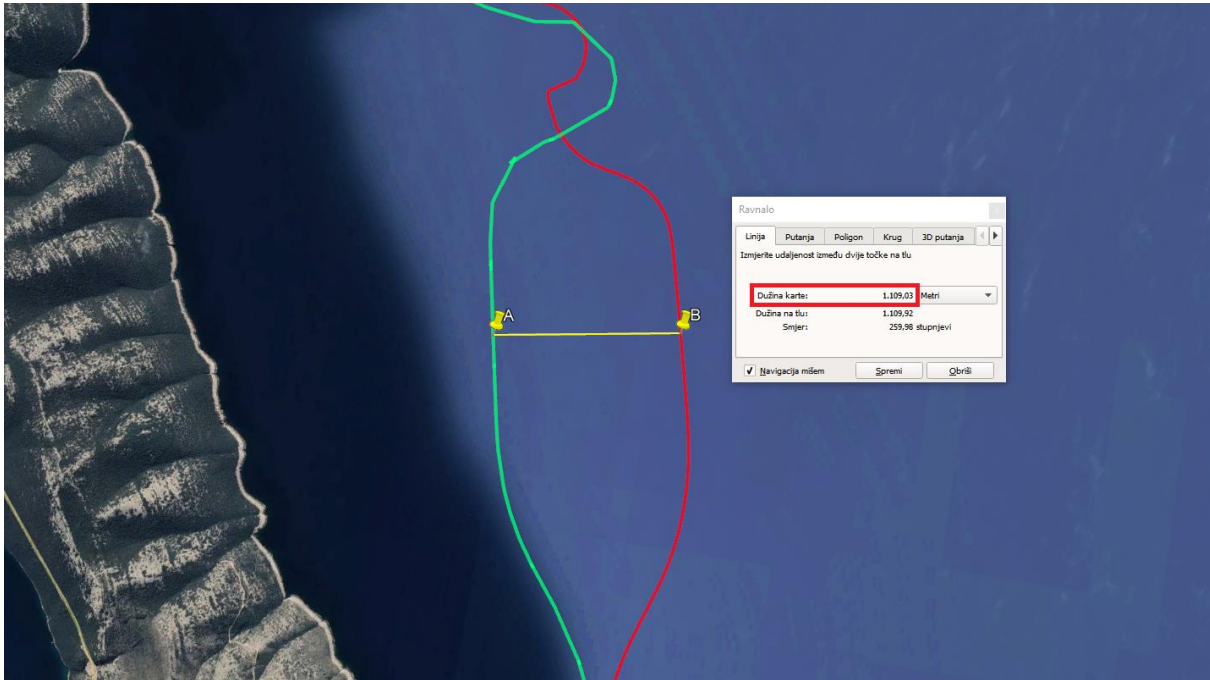 A
B
Ravnalo
Linija Putanja Poligon Krug 3D putanja
Izmjerite udaljenost između dvije točke na tlu
Dužina karte: 1.109,03 Metri
Dužina na tlu: 1.109,92
Smjer: 259,98 stupnjevi
Navigacija mišem Spremi Obriši